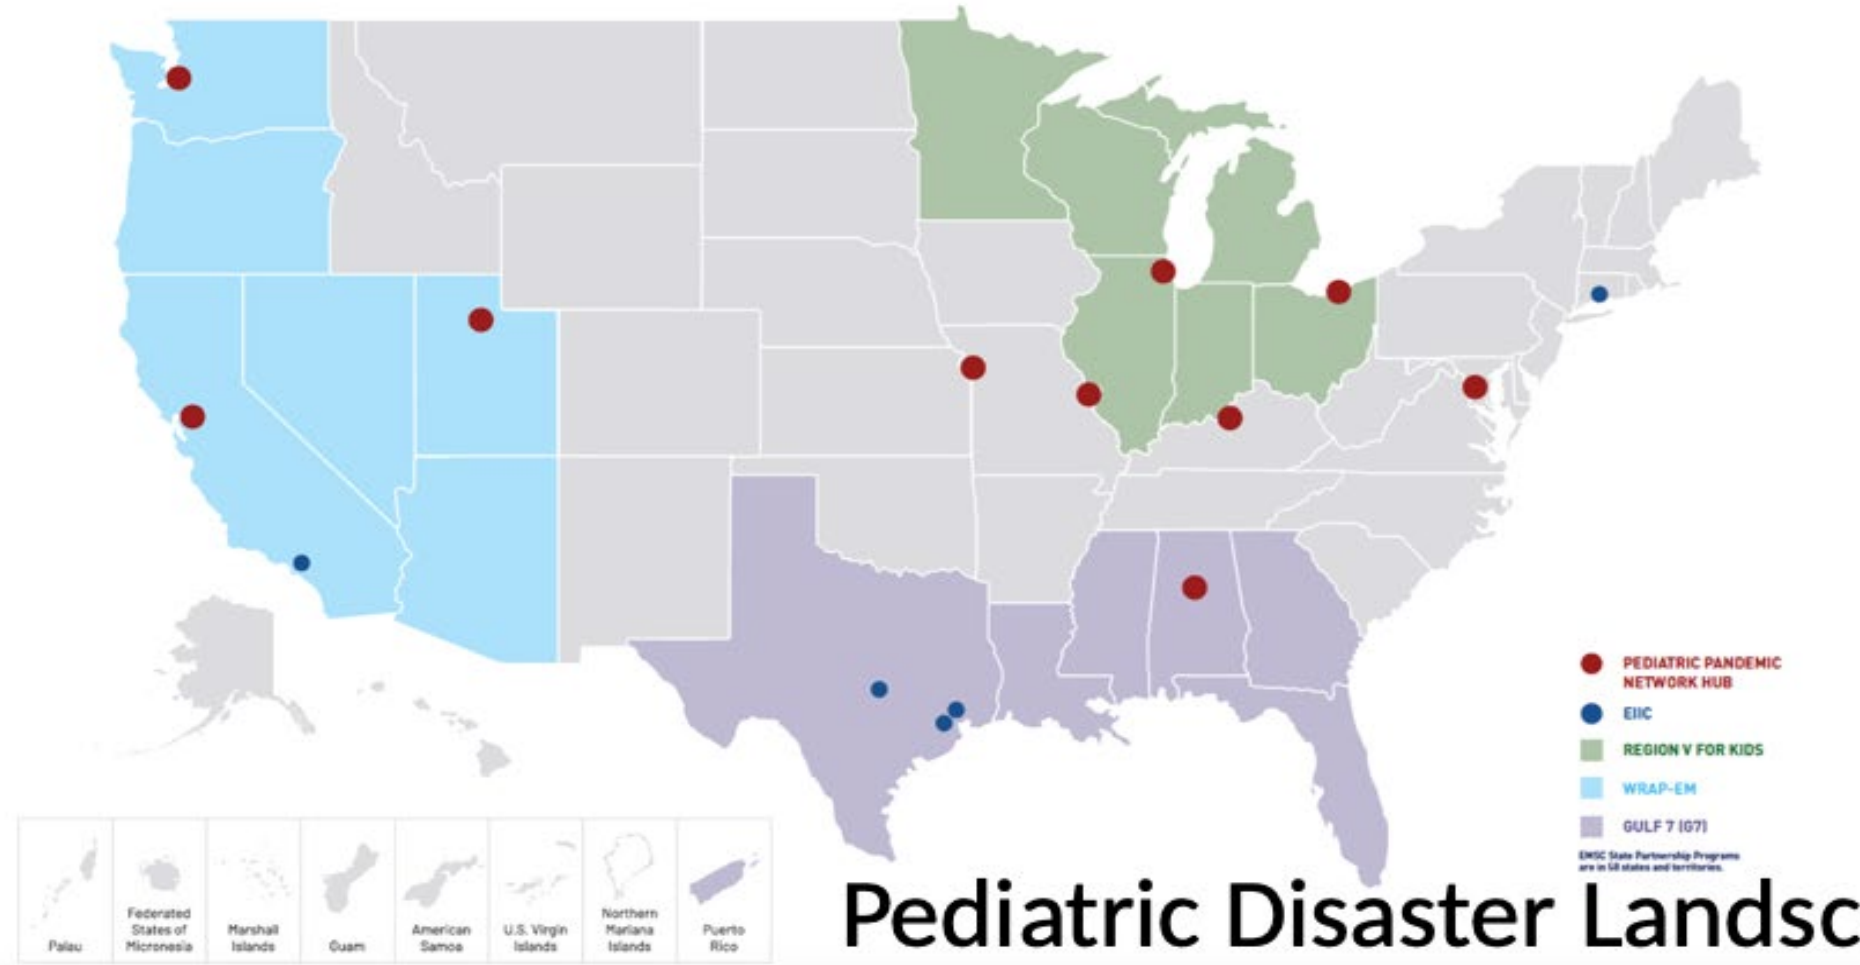 PEDIATRIC PANDEMIC
NETWORK HUB
EIIC
REGION V FOR KIDS
WRAP-EM
GULF 7 (G7)
EMSC State Partnership Programs
are in 58 states and territories.
Palau
Federated
States of
Micronesia
Marshall
Islands
Guam
American
Samoa
U.S. Virgin
Islands
Northern
Mariana
Islands
Puerto
Rico
Pediatric Disaster Landsc